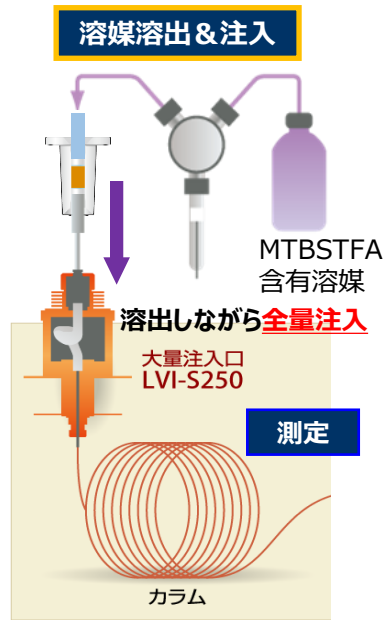 溶媒溶出＆注入
MTBSTFA
含有溶媒
溶出しながら全量注入
大量注入口
LVI-S250
測定
カラム